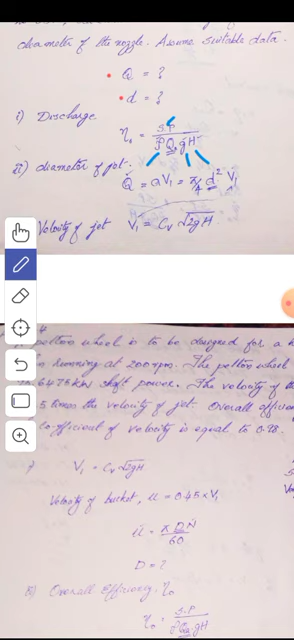 diameter of the nozzle. Assume suitable data.
Q = ?
d = ?
i) Discharge
η₀ = S.P / ρQgH
ii) diameter of jet:
Q = aV₁ = π/4 d² V₁
Velocity of jet V₁ = Cv √2gH
pelton wheel is to be designed for a
running at 200rpm. The pelton wheel
6475kW shaft power. The velocity of
5 times the velocity of jet. Overall
co-efficient of velocity is equal to 0.98.
V₁ = Cv √2gH
Velocity of bucket, u = 0.45 x V₁
u = πDN / 60
D = ?
Overall Efficiency, η₀
η₀ = S.P / ρQgH